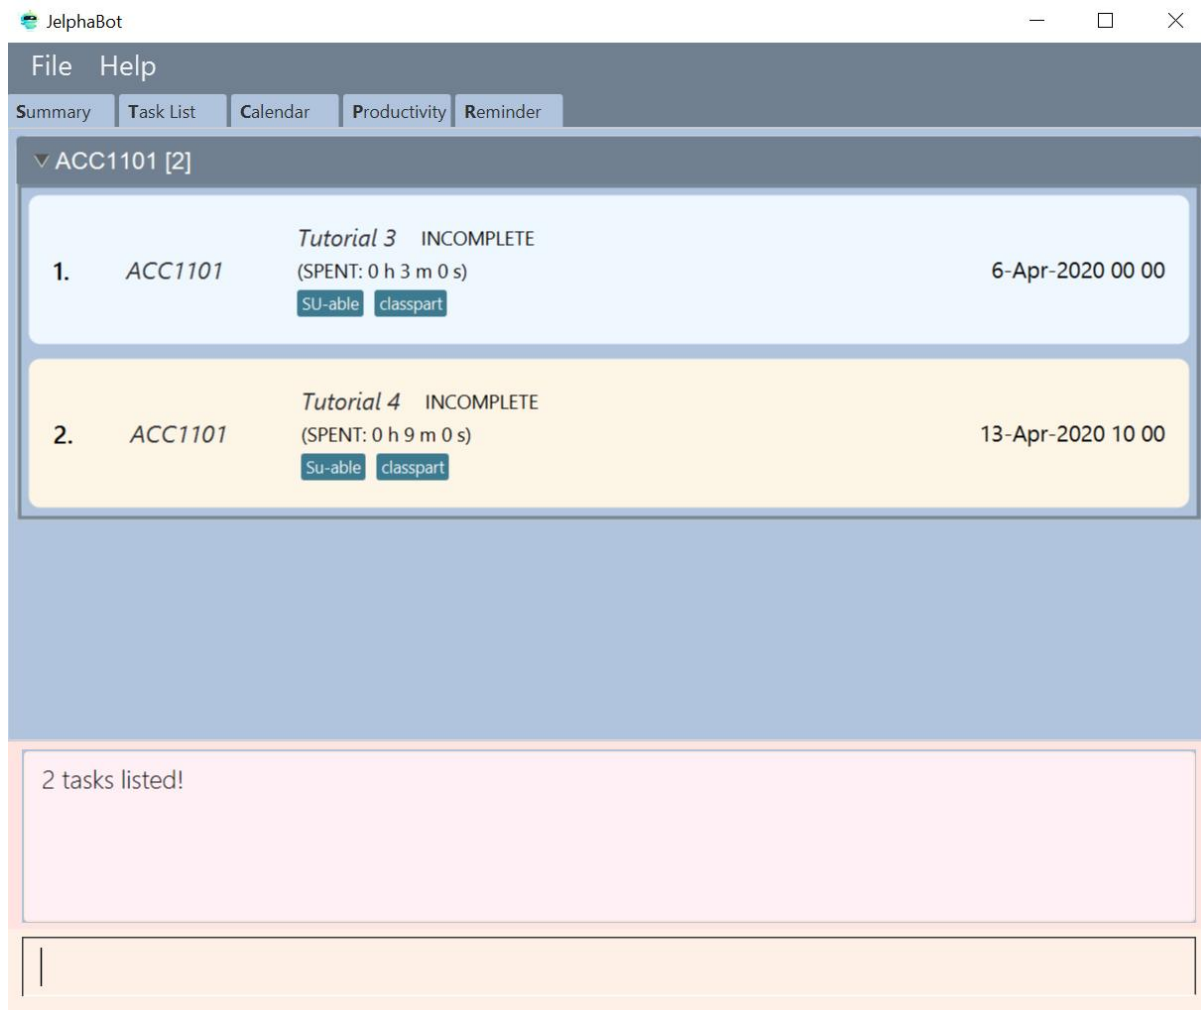 JelphaBot
File Help
Summary Task List Calendar Productivity Reminder
ACC1101 [2]
Tutorial 3 INCOMPLETE
1. ACC1101 (SPENT: 0 h 3 m 0 s) 6-Apr-2020 00 00
SU-able classpart
Tutorial 4 INCOMPLETE
2. ACC1101 (SPENT: 0 h 9 m 0 s) 13-Apr-2020 10 00
Su-able classpart
2 tasks listed!